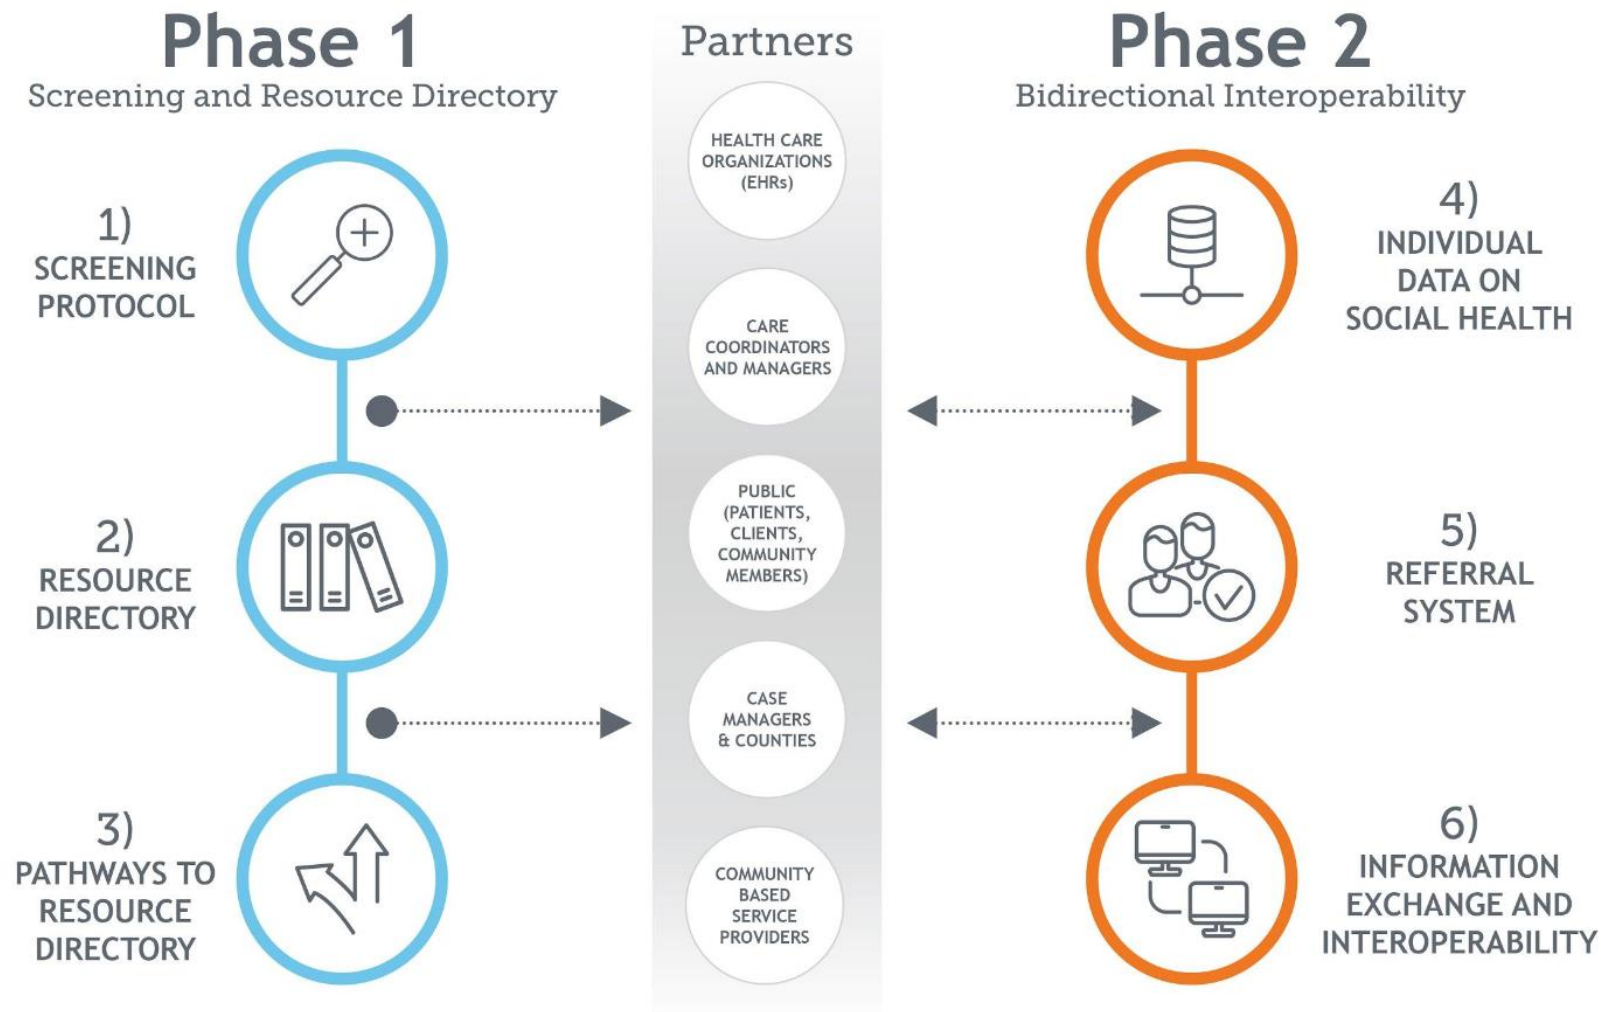 Phase 1
Screening and Resource Directory
1)
SCREENING
PROTOCOL
2)
RESOURCE
DIRECTORY
3)
PATHWAYS TO
RESOURCE
DIRECTORY
Partners
HEALTH CARE
ORGANIZATIONS
(EHRs)
CARE
COORDINATORS
AND MANAGERS
PUBLIC
(PATIENTS,
CLIENTS,
COMMUNITY
MEMBERS)
CASE
MANAGERS
& COUNTIES
COMMUNITY
BASED
SERVICE
PROVIDERS
Phase 2
Bidirectional Interoperability
4)
INDIVIDUAL
DATA ON
SOCIAL HEALTH
5)
REFERRAL
SYSTEM
6)
INFORMATION
EXCHANGE AND
INTEROPERABILITY